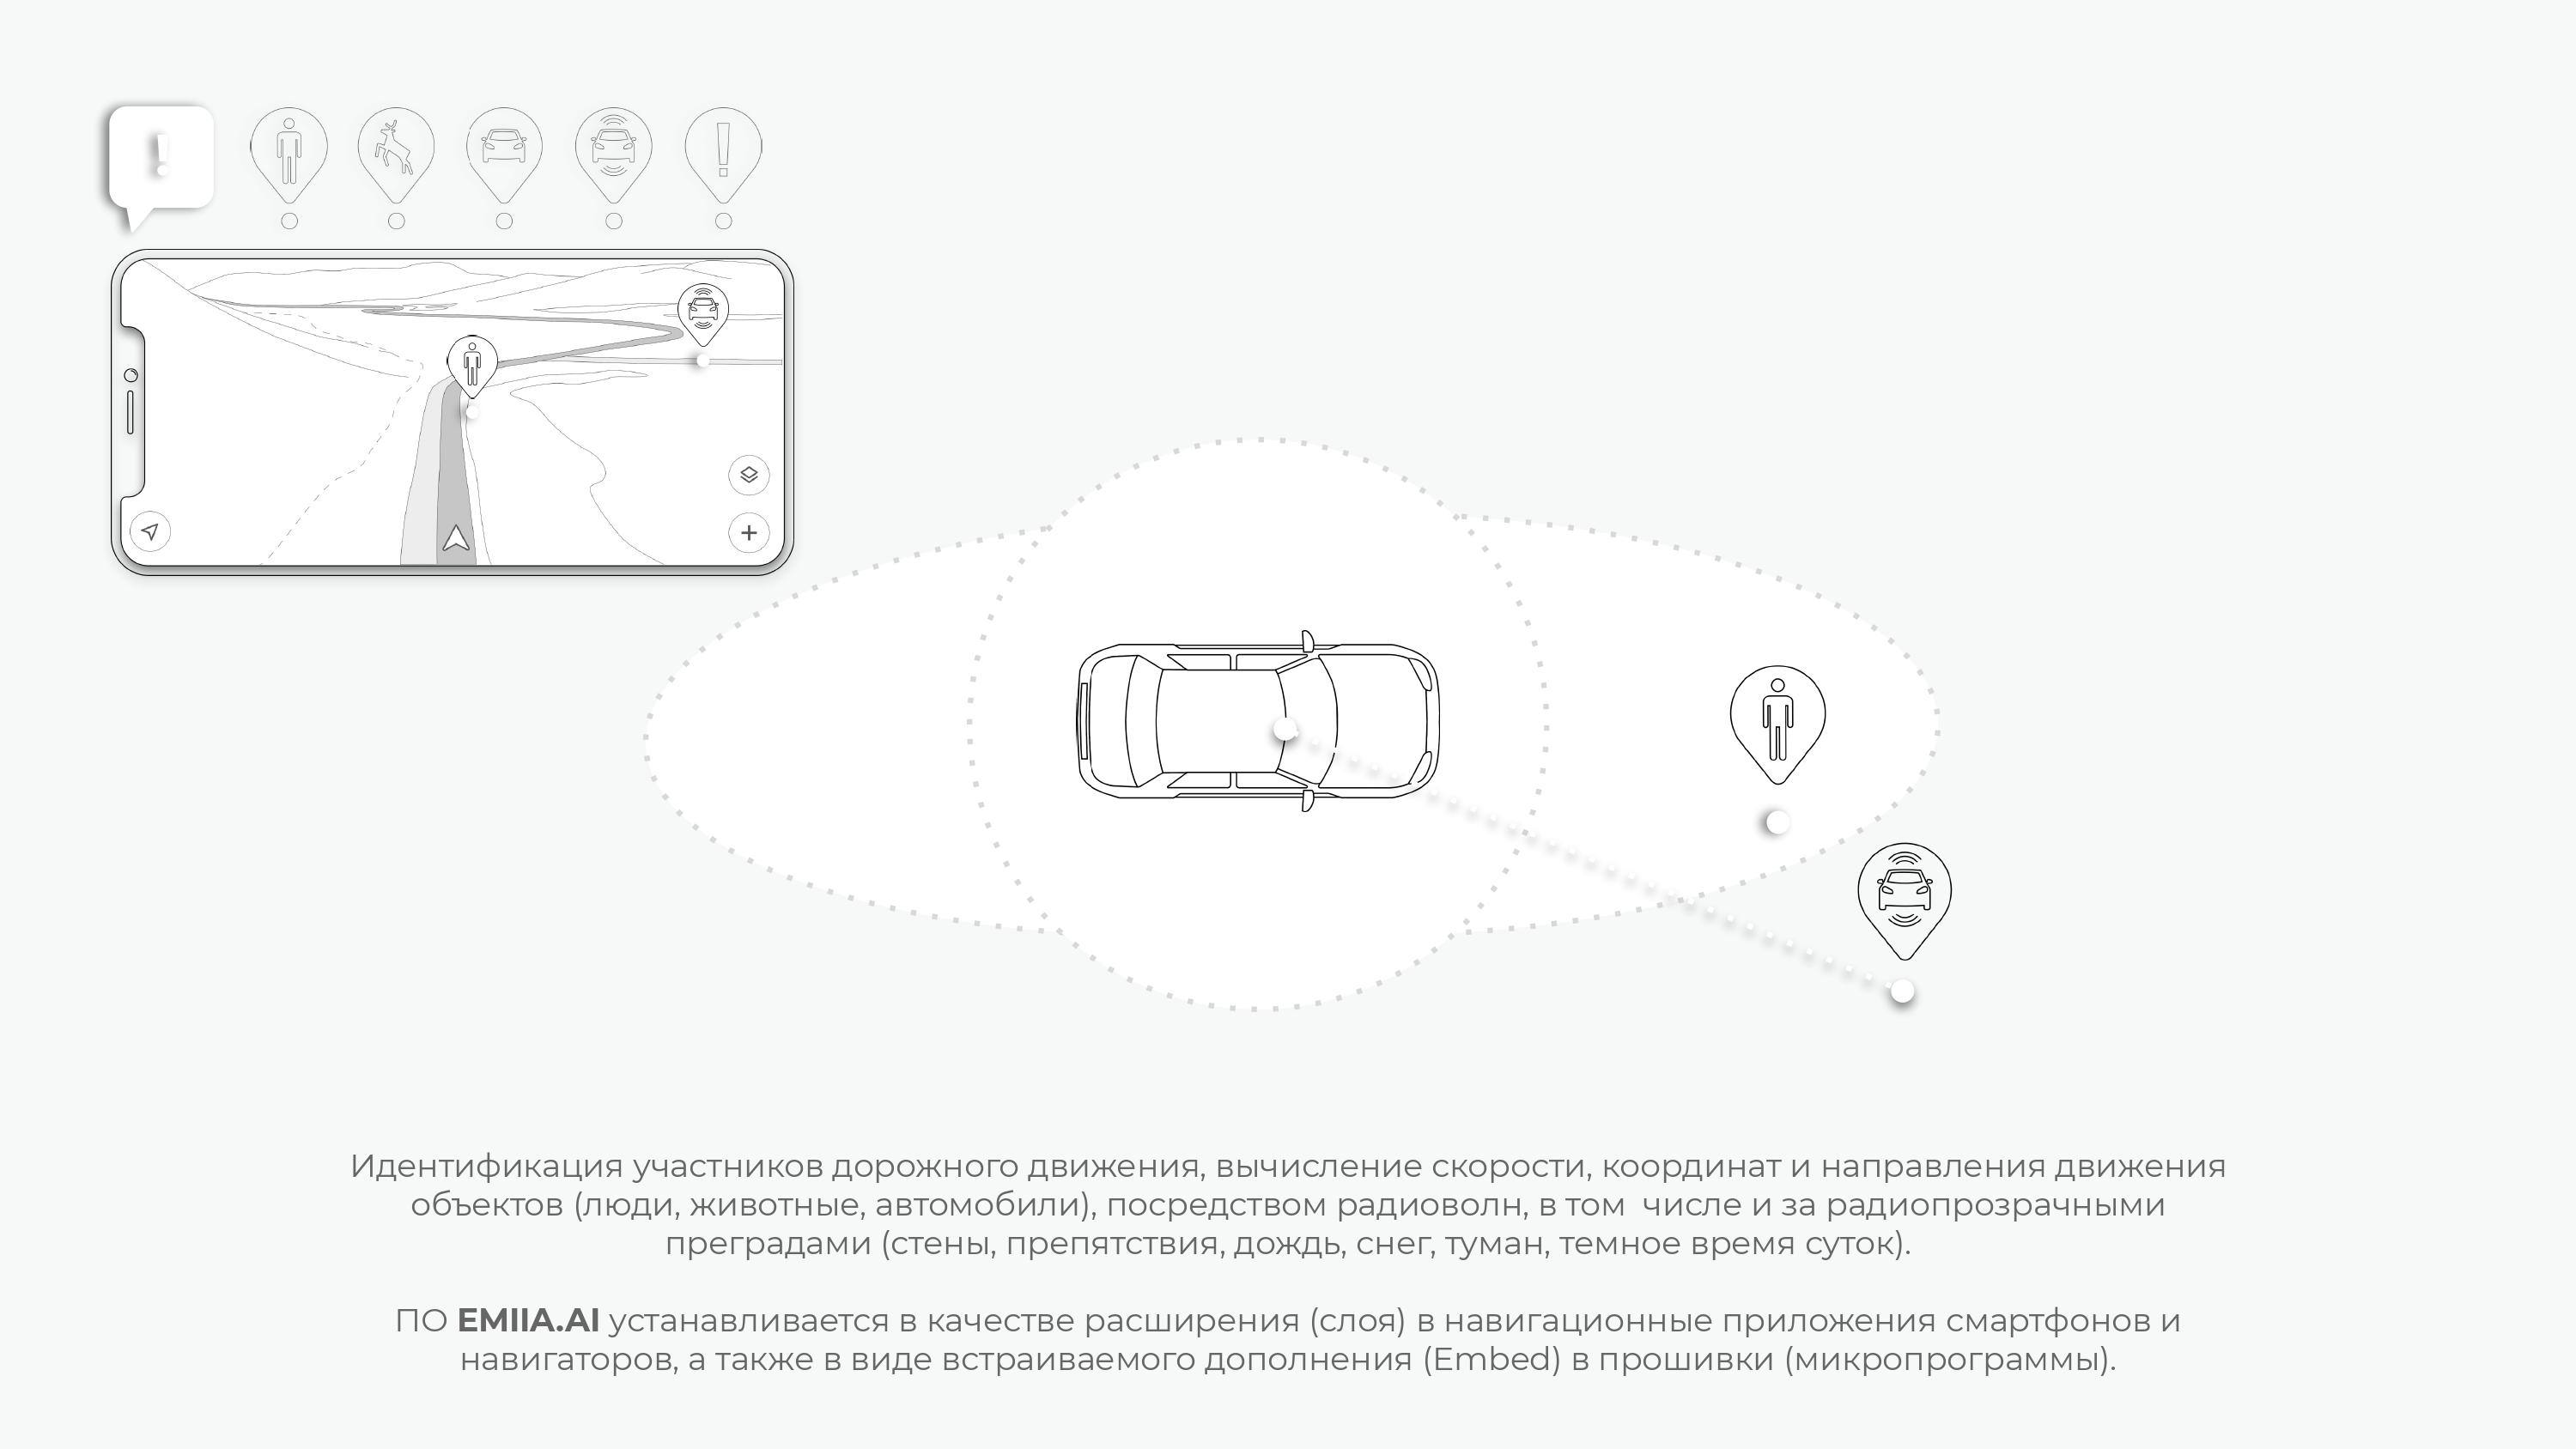 Идентификация участников дорожного движения, вычисление скорости, координат и направления движения
объектов (люди, животные, автомобили), посредством радиоволн, в том  числе и за радиопрозрачными
преградами (стены, препятствия, дождь, снег, туман, темное время суток).
ПО EMIIA.AI устанавливается в качестве расширения (слоя) в навигационные приложения смартфонов и
навигаторов, а также в виде встраиваемого дополнения (Embed) в прошивки (микропрограммы).